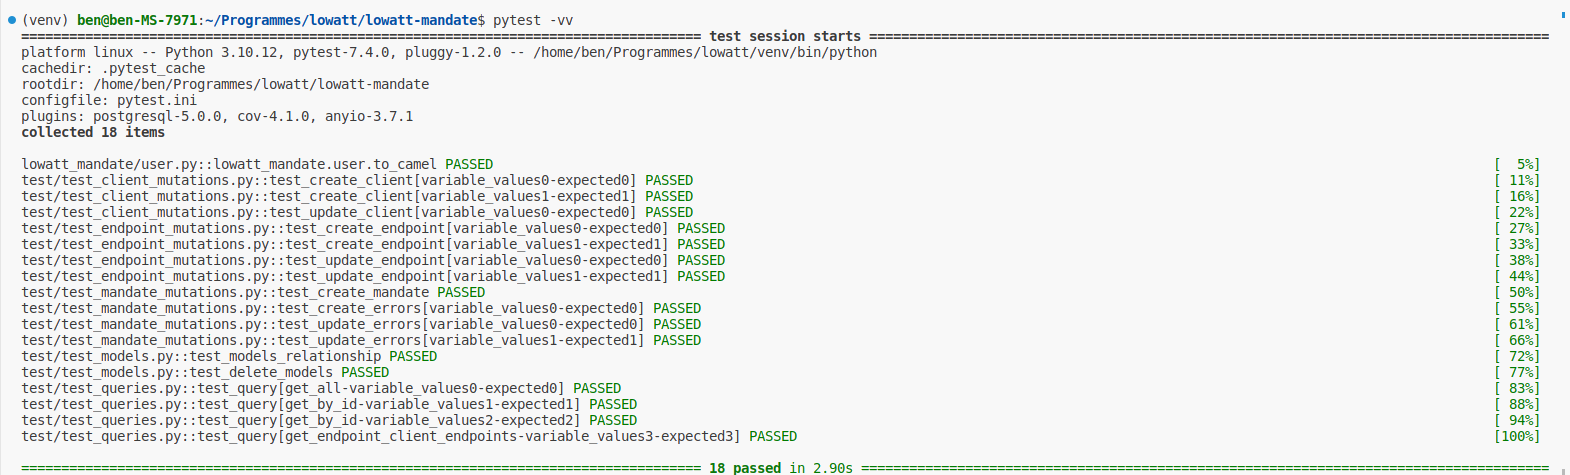 (venv) ben@ben-MS-7971:~/Programmes/lowatt/lowatt-mandate$ pytest -vv
===================================================================================== test session starts ======================================================================================
platform linux -- Python 3.10.12, pytest-7.4.0, pluggy-1.2.0 -- /home/ben/Programmes/lowatt/venv/bin/python
cachedir: .pytest_cache
rootdir: /home/ben/Programmes/lowatt/lowatt-mandate
configfile: pytest.ini
plugins: postgresql-5.0.0, cov-4.1.0, anyio-3.7.1
collected 18 items
lowatt_mandate/user.py::lowatt_mandate.user.to_camel PASSED [  5%]
test/test_client_mutations.py::test_create_client[variable_values0-expected0] PASSED [ 11%]
test/test_client_mutations.py::test_create_client[variable_values1-expected1] PASSED [ 16%]
test/test_client_mutations.py::test_update_client[variable_values0-expected0] PASSED [ 22%]
test/test_endpoint_mutations.py::test_create_endpoint[variable_values0-expected0] PASSED [ 27%]
test/test_endpoint_mutations.py::test_create_endpoint[variable_values1-expected1] PASSED [ 33%]
test/test_endpoint_mutations.py::test_update_endpoint[variable_values0-expected0] PASSED [ 38%]
test/test_endpoint_mutations.py::test_update_endpoint[variable_values1-expected1] PASSED [ 44%]
test/test_mandate_mutations.py::test_create_mandate PASSED [ 50%]
test/test_mandate_mutations.py::test_create_errors[variable_values0-expected0] PASSED [ 55%]
test/test_mandate_mutations.py::test_update_errors[variable_values0-expected0] PASSED [ 61%]
test/test_mandate_mutations.py::test_update_errors[variable_values1-expected1] PASSED [ 66%]
test/test_models.py::test_models_relationship PASSED [ 72%]
test/test_models.py::test_delete_models PASSED [ 77%]
test/test_queries.py::test_query[get_all-variable_values0-expected0] PASSED [ 83%]
test/test_queries.py::test_query[get_by_id-variable_values1-expected1] PASSED [ 88%]
test/test_queries.py::test_query[get_by_id-variable_values2-expected2] PASSED [ 94%]
test/test_queries.py::test_query[get_endpoint_client_endpoints-variable_values3-expected3] PASSED [100%]
===================================================================================== 18 passed in 2.90s ======================================================================================